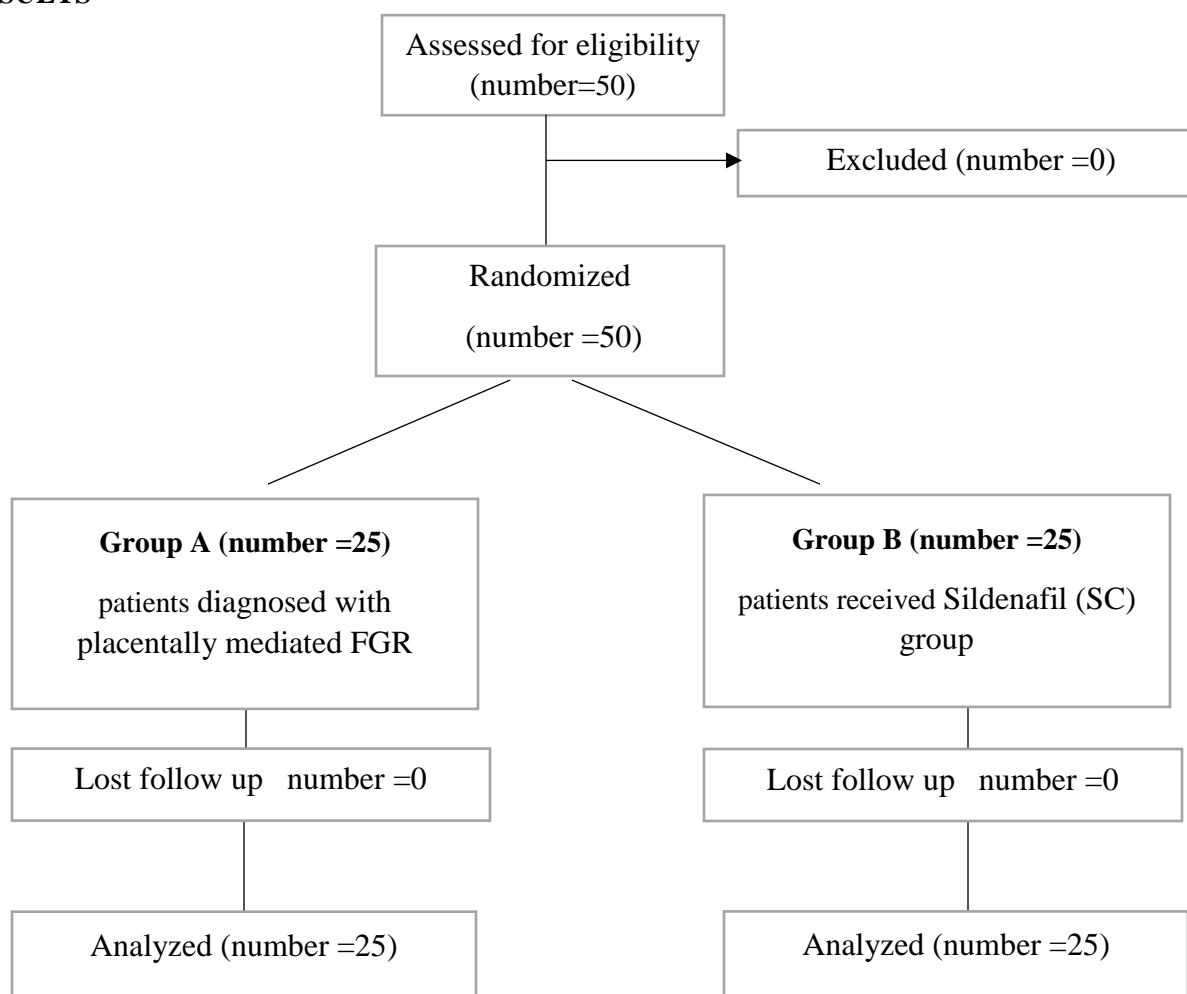 Assessed for eligibility
(number=50)
Excluded (number =0)
Randomized
(number =50)
Group A (number =25)
patients diagnosed with
placentally mediated FGR
Group B (number =25)
patients received Sildenafil (SC)
group
Lost follow up number =0
Lost follow up number =0
Analyzed (number =25)
Analyzed (number =25)